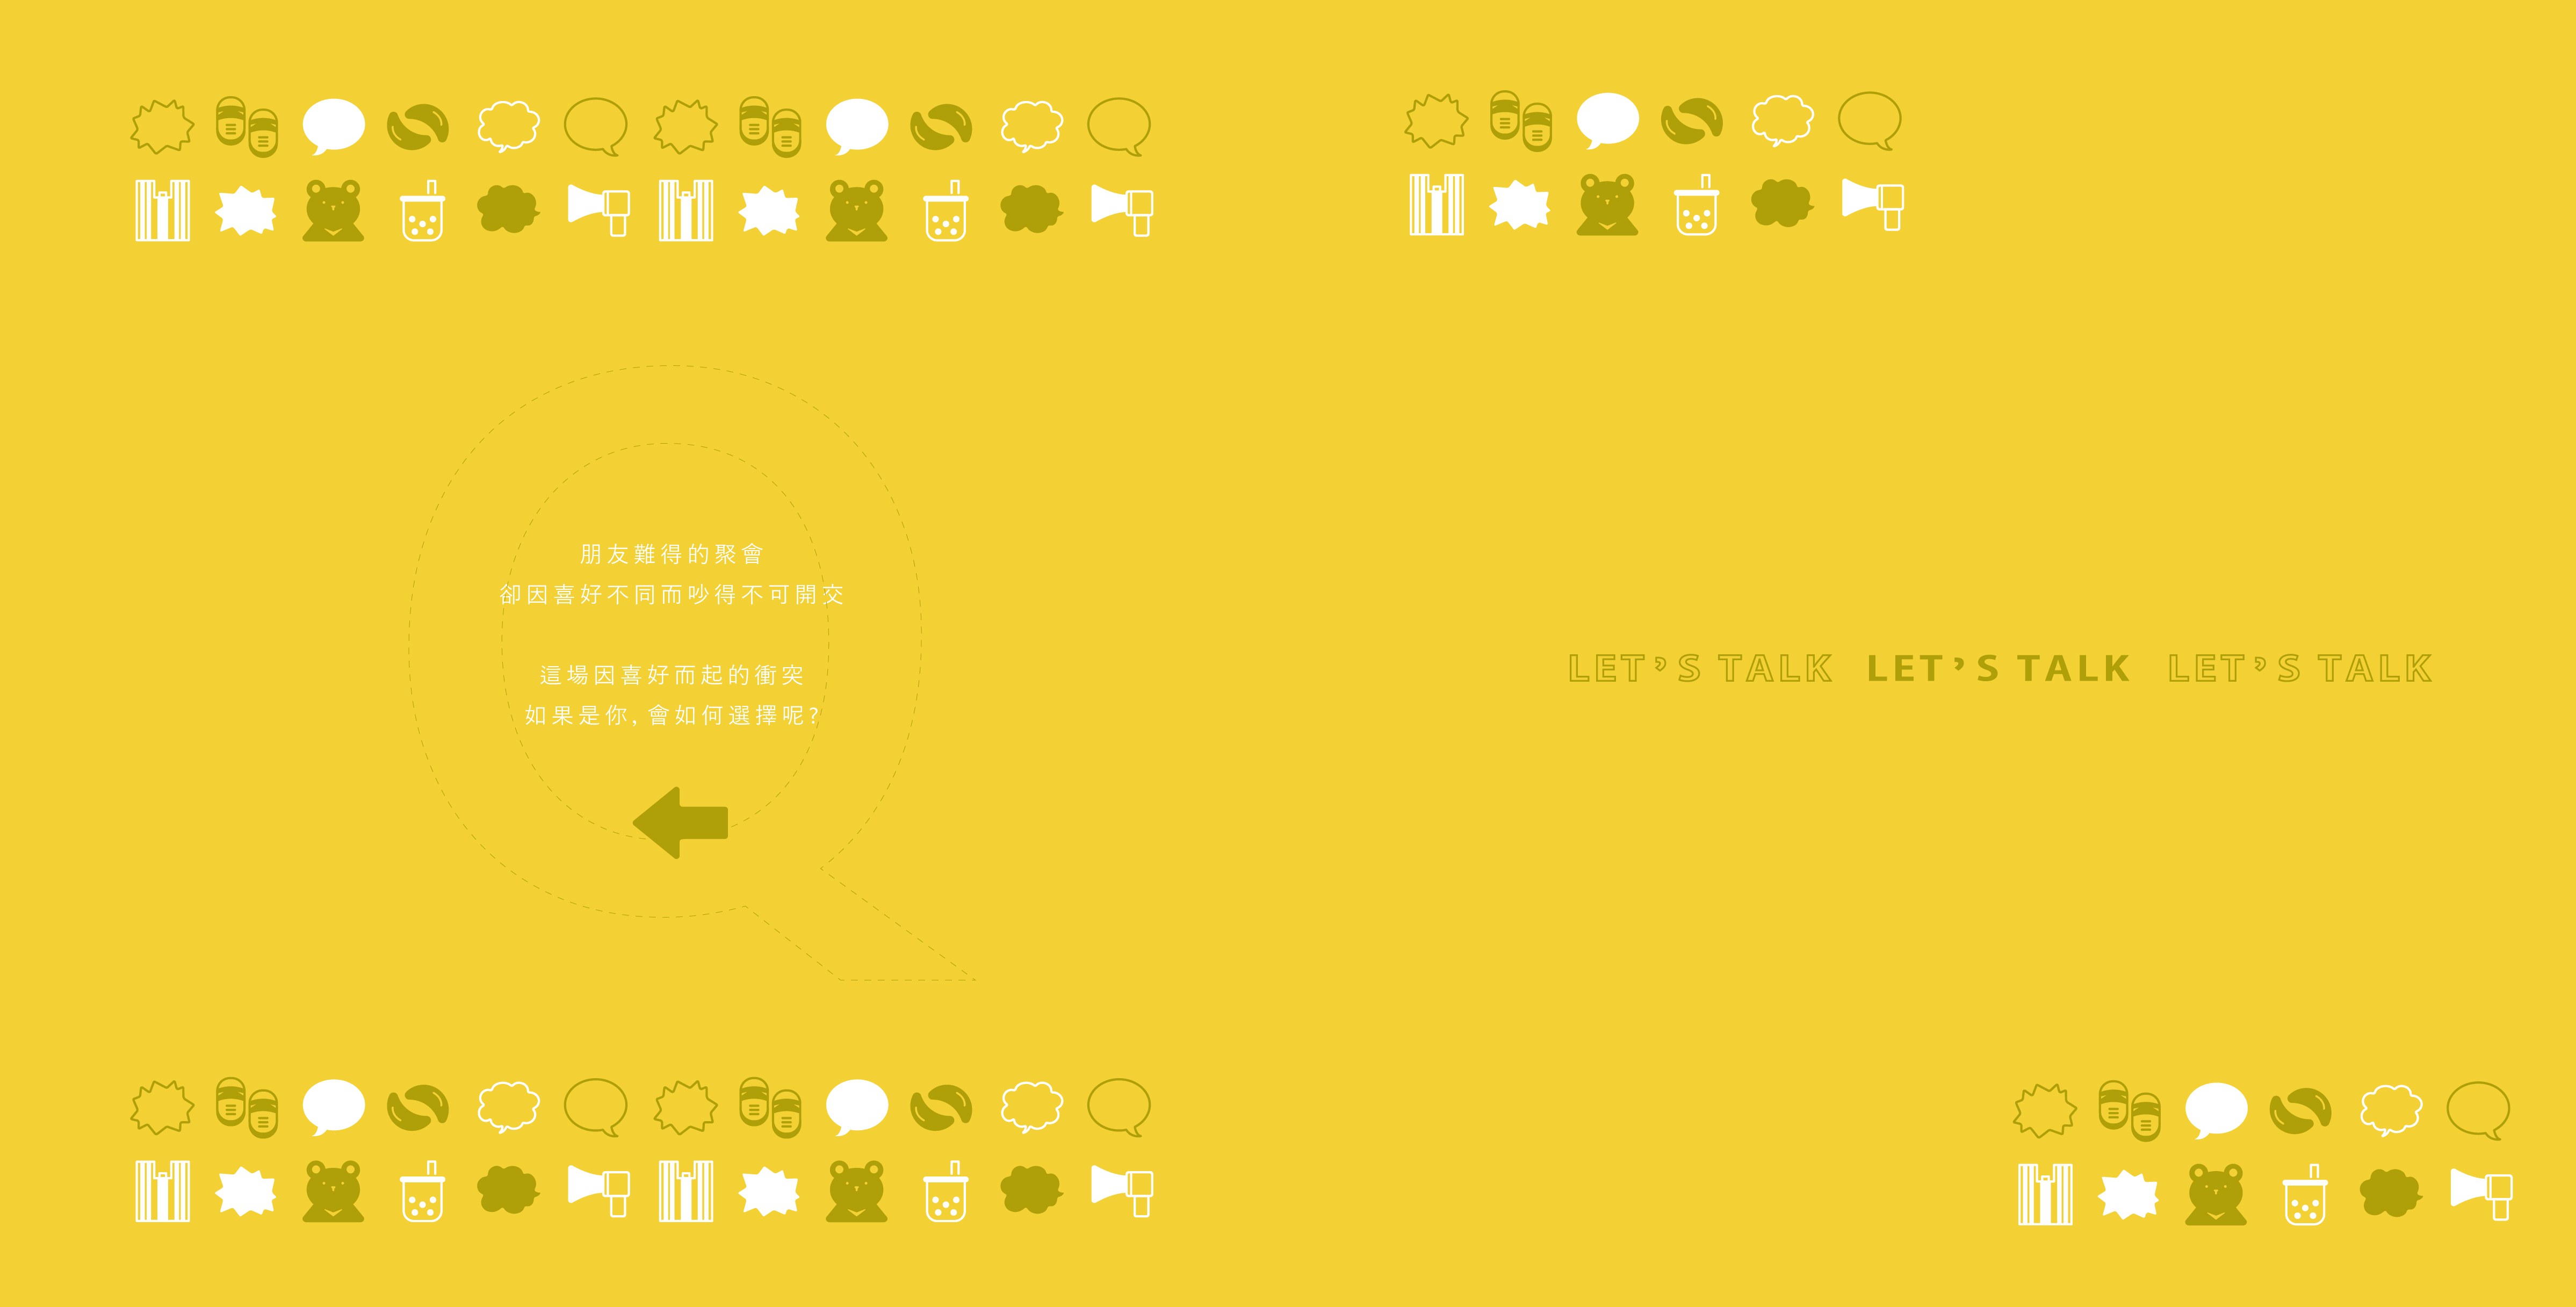 朋友難得的聚會
卻因喜好不同而吵得不可開交
這場因喜好而起的衝突
如果是你,會如何選擇呢?
LET’S TALK LET’S TALK LET’S TALK